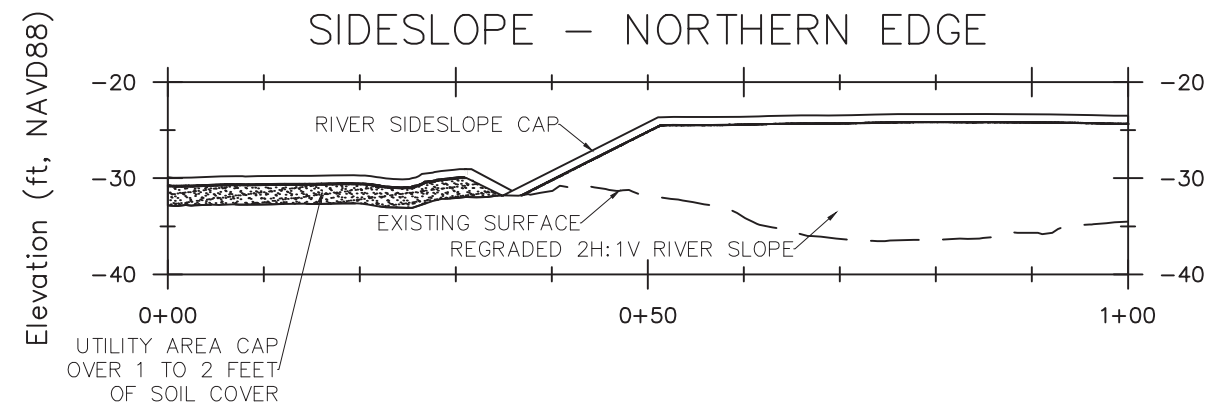 SIDESLOPE – NORTHERN EDGE
Elevation (ft, NAVD88)
-20
-20
RIVER SIDESLOPE CAP
-30
-30
EXISTING SURFACE
REGRADED 2H:1V RIVER SLOPE
-40
-40
0+00
0+50
1+00
UTILITY AREA CAP
OVER 1 TO 2 FEET
OF SOIL COVER